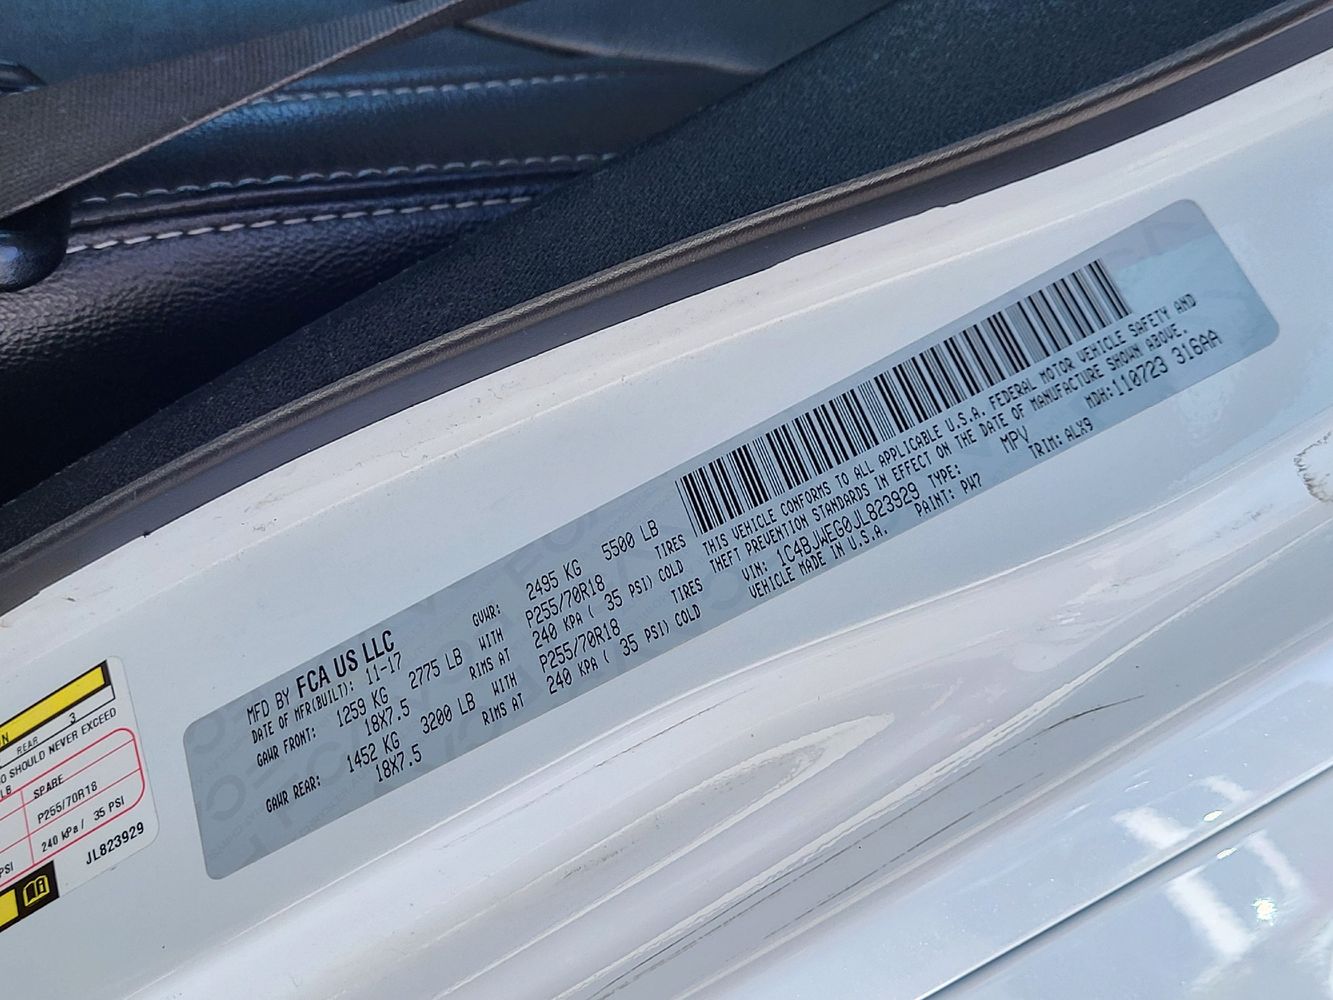 MFD BY FCA US LLC
DATE OF MFR(BUILT): 11-17
GVWR: 2495 KG 5500 LB
GAWR FRONT: 1259 KG 2775 LB WITH P255/70R18 TIRES
18X7.5 RIMS AT 240 KPA ( 35 PSI) COLD
GAWR REAR: 1452 KG 3200 LB WITH P255/70R18 TIRES
18X7.5 RIMS AT 240 KPA ( 35 PSI) COLD
THIS VEHICLE CONFORMS TO ALL APPLICABLE U.S.A. FEDERAL MOTOR VEHICLE SAFETY AND
THEFT PREVENTION STANDARDS IN EFFECT ON THE DATE OF MANUFACTURE SHOWN ABOVE.
VIN: 1C4BJWEG0JL823929 TYPE: MPV MDH: 110723 316AA
VEHICLE MADE IN U.S.A. PAINT: PW7 TRIM: ALX9
REAR 3
SHOULD NEVER EXCEED
LB
SPARE
P255/70R18
PSI
240 kPa / 35 PSI
JL823929